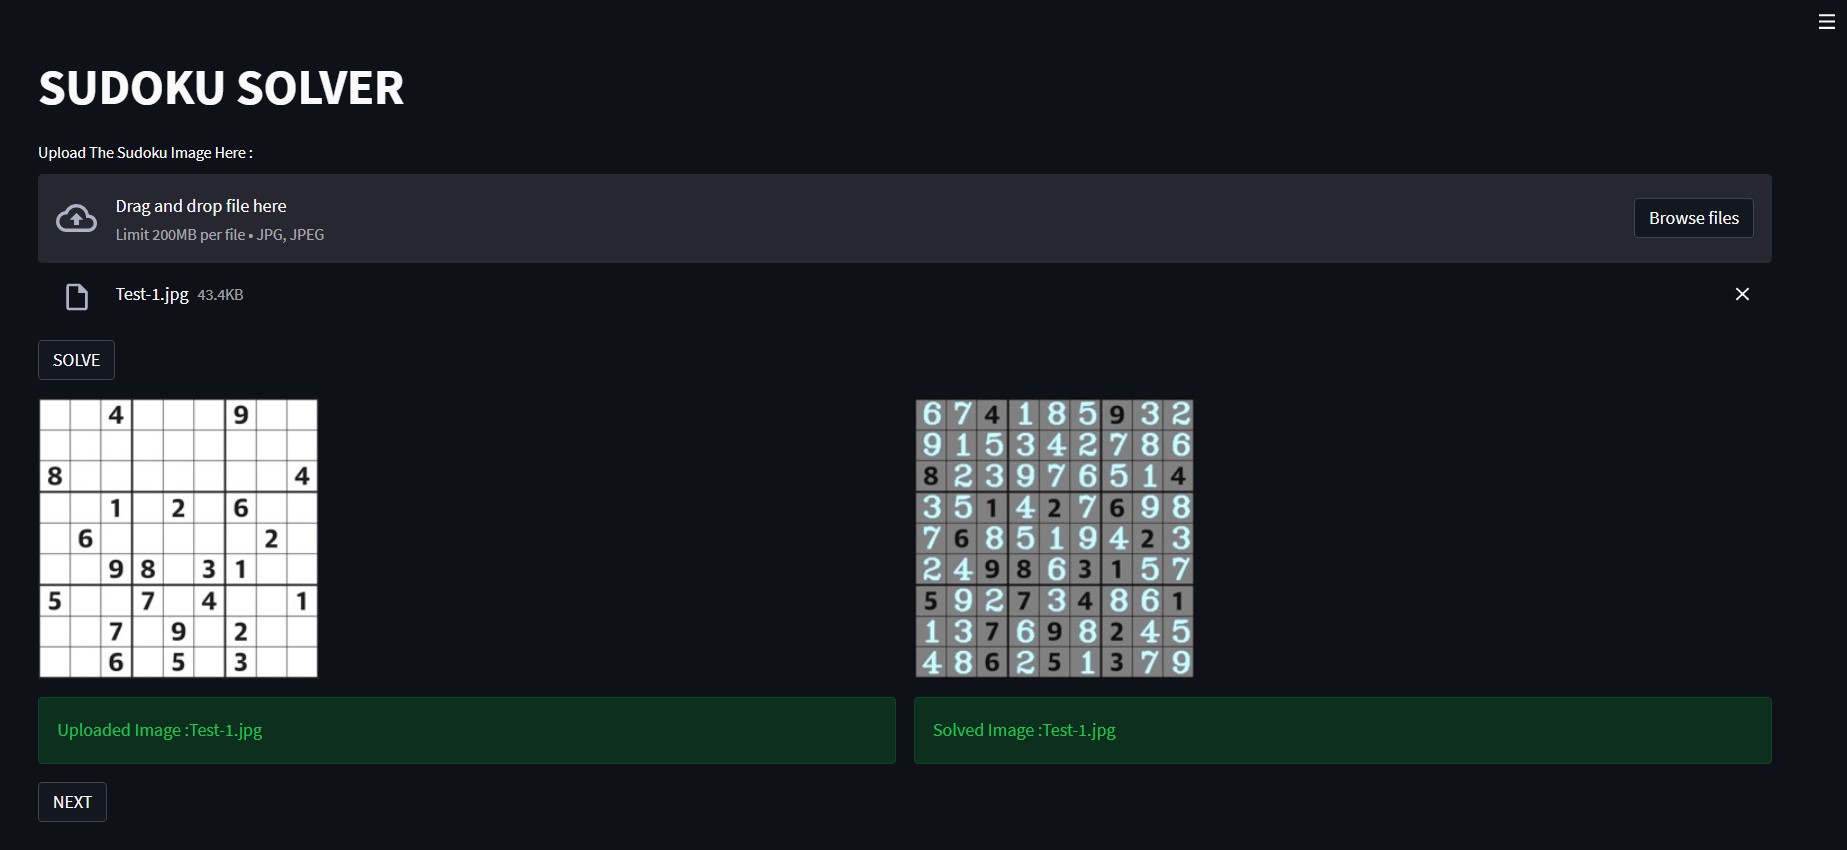 SUDOKU SOLVER
Upload The Sudoku Image Here :
Drag and drop file here
Limit 200MB per file • JPG, JPEG
Browse files
Test-1.jpg 43.4KB
SOLVE
4 9
8 4
1 2 6
6 2
9 8 3 1
5 7 4 1
7 9 2
6 5 3
6 7 4 1 8 5 9 3 2
9 1 5 3 4 2 7 8 6
8 2 3 9 7 6 5 1 4
3 5 1 4 2 7 6 9 8
7 6 8 5 1 9 4 2 3
2 4 9 8 6 3 1 5 7
5 9 2 7 3 4 8 6 1
1 3 7 6 9 8 2 4 5
4 8 6 2 5 1 3 7 9
Uploaded Image :Test-1.jpg
Solved Image :Test-1.jpg
NEXT